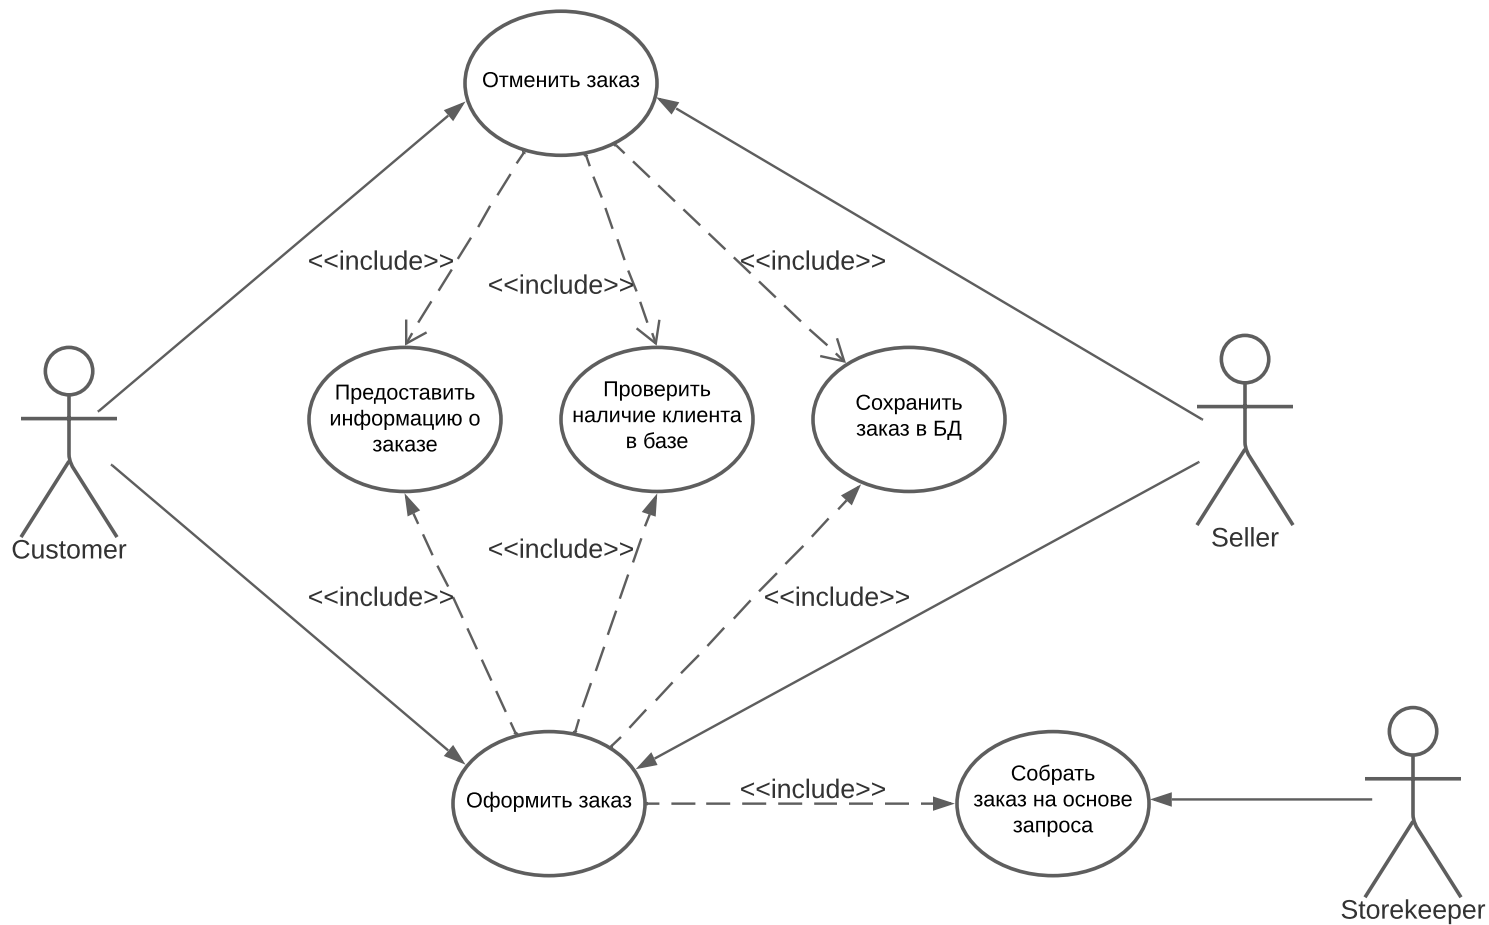 Отменить заказ
<<include>>
<<include>>
<<include>>
Предоставить
информацию о
заказе
Проверить
наличие клиента
в базе
Сохранить
заказ в БД
Customer
Seller
<<include>>
<<include>>
<<include>>
Оформить заказ
<<include>>
Собрать
заказ на основе
запроса
Storekeeper